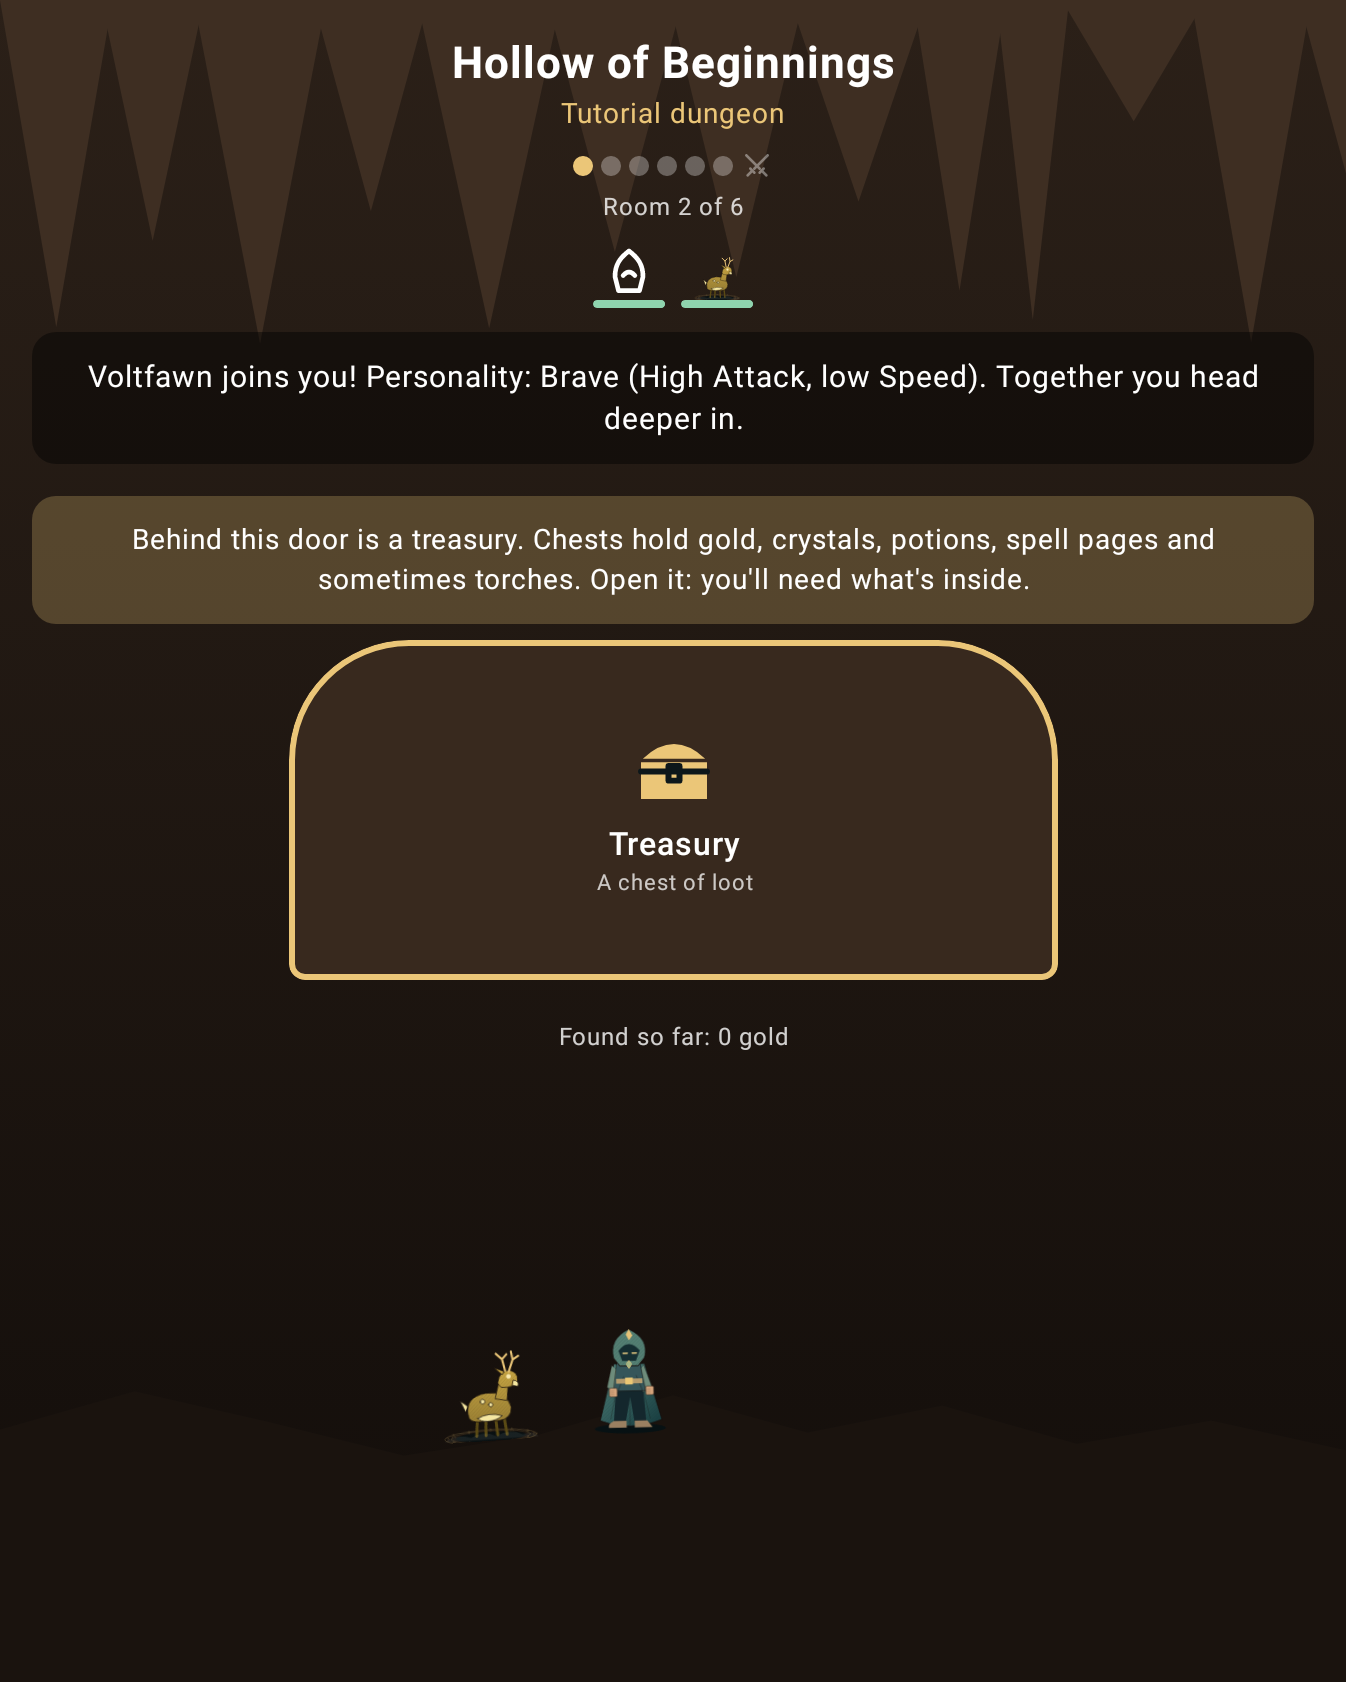 Hollow of Beginnings
Tutorial dungeon
Room 2 of 6
Voltfawn joins you! Personality: Brave (High Attack, low Speed). Together you head
deeper in.
Behind this door is a treasury. Chests hold gold, crystals, potions, spell pages and
sometimes torches. Open it: you'll need what's inside.
Treasury
A chest of loot
Found so far: 0 gold